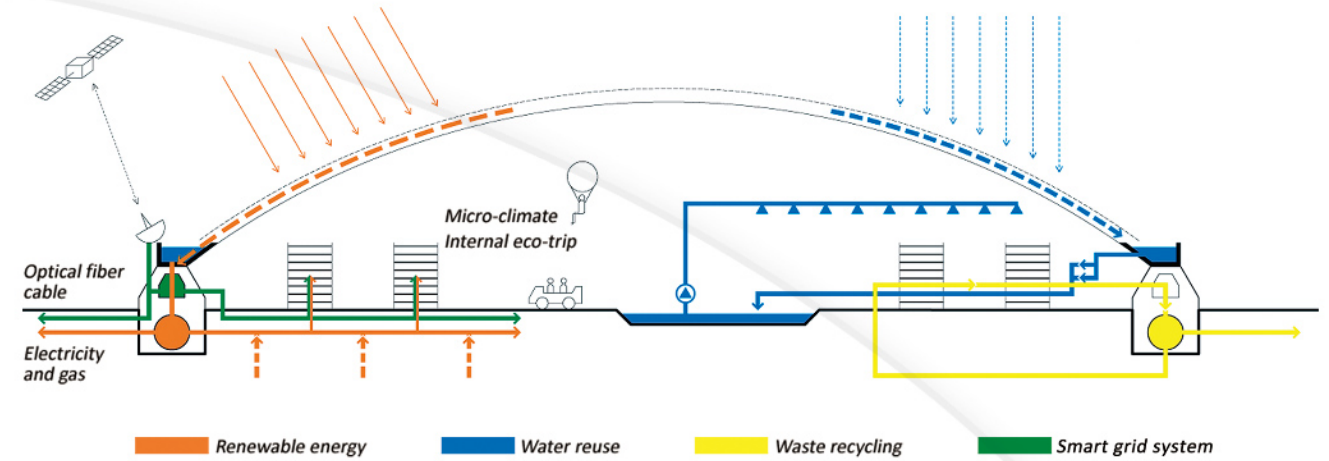 Micro-climate
Internal eco-trip
Optical fiber
cable
Electricity
and gas
Renewable energy
Water reuse
Waste recycling
Smart grid system